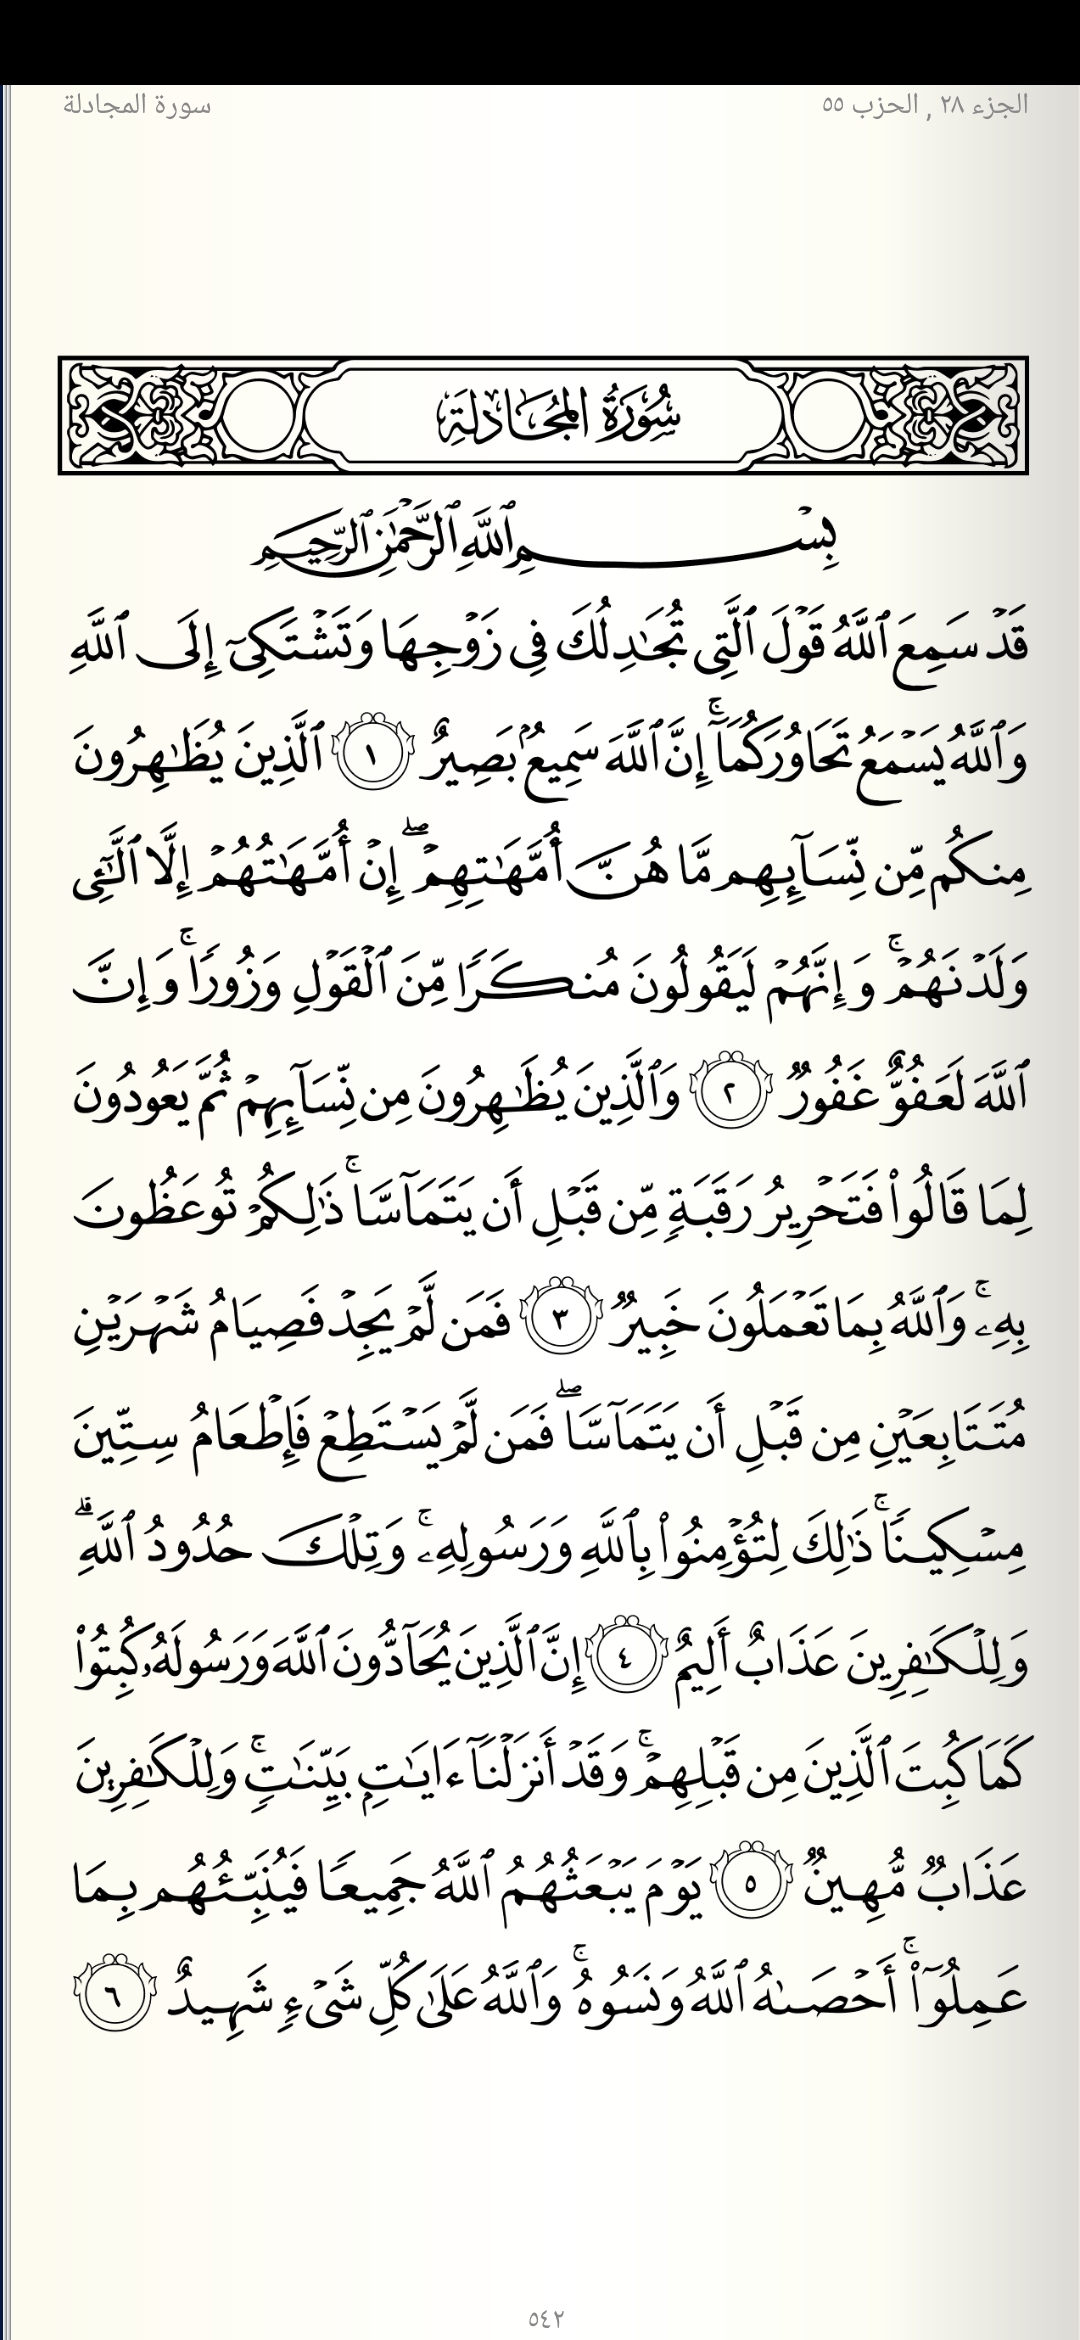 الجزء ٢٨ , الحزب ٥٥
سورة المجادلة
سُورَةُ المُجَادلَةِ
بِسۡمِ ٱللَّهِ ٱلرَّحۡمَٰنِ ٱلرَّحِيمِ
قَدۡ سَمِعَ ٱللَّهُ قَوۡلَ ٱلَّتِي تُجَٰدِلُكَ فِي زَوۡجِهَا وَتَشۡتَكِيٓ إِلَى ٱللَّهِ
وَٱللَّهُ يَسۡمَعُ تَحَاوُرَكُمَآۚ إِنَّ ٱللَّهَ سَمِيعُۢ بَصِيرٌ ١ ٱلَّذِينَ يُظَٰهِرُونَ
مِنكُم مِّن نِّسَآئِهِم مَّا هُنَّ أُمَّهَٰتِهِمۡۖ إِنۡ أُمَّهَٰتُهُمۡ إِلَّا ٱلَّٰٓـِٔي
وَلَدۡنَهُمۡۚ وَإِنَّهُمۡ لَيَقُولُونَ مُنكَرٗا مِّنَ ٱلۡقَوۡلِ وَزُورٗاۚ وَإِنَّ
ٱللَّهَ لَعَفُوٌّ غَفُورٞ ٢ وَٱلَّذِينَ يُظَٰهِرُونَ مِن نِّسَآئِهِمۡ ثُمَّ يَعُودُونَ
لِمَا قَالُواْ فَتَحۡرِيرُ رَقَبَةٖ مِّن قَبۡلِ أَن يَتَمَآسَّاۚ ذَٰلِكُمۡ تُوعَظُونَ
بِهِۦۚ وَٱللَّهُ بِمَا تَعۡمَلُونَ خَبِيرٞ ٣ فَمَن لَّمۡ يَجِدۡ فَصِيَامُ شَهۡرَيۡنِ
مُتَتَابِعَيۡنِ مِن قَبۡلِ أَن يَتَمَآسَّاۖ فَمَن لَّمۡ يَسۡتَطِعۡ فَإِطۡعَامُ سِتِّينَ
مِسۡكِينٗاۚ ذَٰلِكَ لِتُؤۡمِنُواْ بِٱللَّهِ وَرَسُولِهِۦۚ وَتِلۡكَ حُدُودُ ٱللَّهِۗ
وَلِلۡكَٰفِرِينَ عَذَابٌ أَلِيمٌ ٤ إِنَّ ٱلَّذِينَ يُحَآدُّونَ ٱللَّهَ وَرَسُولَهُۥ كُبِتُواْ
كَمَا كُبِتَ ٱلَّذِينَ مِن قَبۡلِهِمۡۚ وَقَدۡ أَنزَلۡنَآ ءَايَٰتِۭ بَيِّنَٰتٖۚ وَلِلۡكَٰفِرِينَ
عَذَابٞ مُّهِينٞ ٥ يَوۡمَ يَبۡعَثُهُمُ ٱللَّهُ جَمِيعٗا فَيُنَبِّئُهُم بِمَا
عَمِلُوٓاْۚ أَحۡصَىٰهُ ٱللَّهُ وَنَسُوهُۚ وَٱللَّهُ عَلَىٰ كُلِّ شَيۡءٖ شَهِيدٌ ٦
٥٤٢